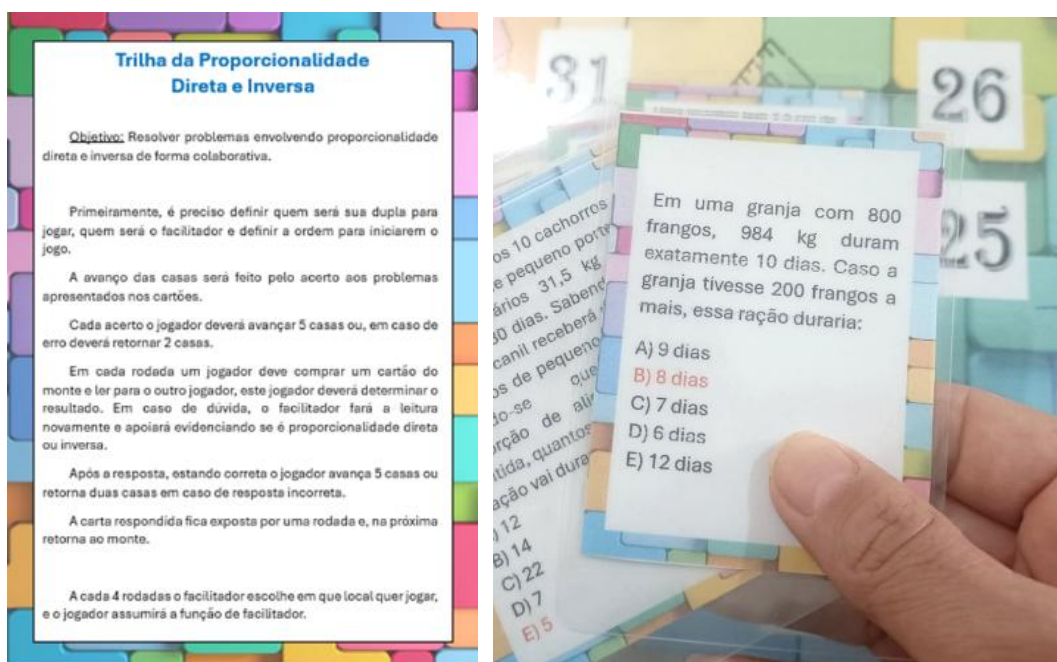 Trilha da Proporcionalidade
Direta e Inversa
Objetivo: Resolver problemas envolvendo proporcionalidade
direta e inversa de forma colaborativa.
Primeiramente, é preciso definir quem será sua dupla para
jogar, quem será o facilitador e definir a ordem para iniciarem o
jogo.
A avanço das casas será feito pelo acerto aos problemas
apresentados nos cartões.
Cada acerto o jogador deverá avançar 5 casas ou, em caso de
erro deverá retornar 2 casas.
Em cada rodada um jogador deve comprar um cartão do
monte e ler para o outro jogador, este jogador deverá determinar o
resultado. Em caso de dúvida, o facilitador fará a leitura
novamente e apoiará evidenciando se é proporcionalidade direta
ou inversa.
Após a resposta, estando correta o jogador avança 5 casas ou
retorna duas casas em caso de resposta incorreta.
A carta respondida fica exposta por uma rodada e, na próxima
retorna ao monte.
A cada 4 rodadas o facilitador escolhe em que local quer jogar,
e o jogador assumirá a função de facilitador.
31
26
25
Em uma granja com 800
frangos, 984 kg duram
exatamente 10 dias. Caso a
granja tivesse 200 frangos a
mais, essa ração duraria:
A) 9 dias
B) 8 dias
C) 7 dias
D) 6 dias
E) 12 dias
os 10 cachorros
e pequeno porte
ários 31,5 kg
30 dias. Sabend
canil receberá
os de pequeno
do-se que
orção de ali
tida, quantos
ação vai dura
) 12
B) 14
C) 22
D) 7
E) 5